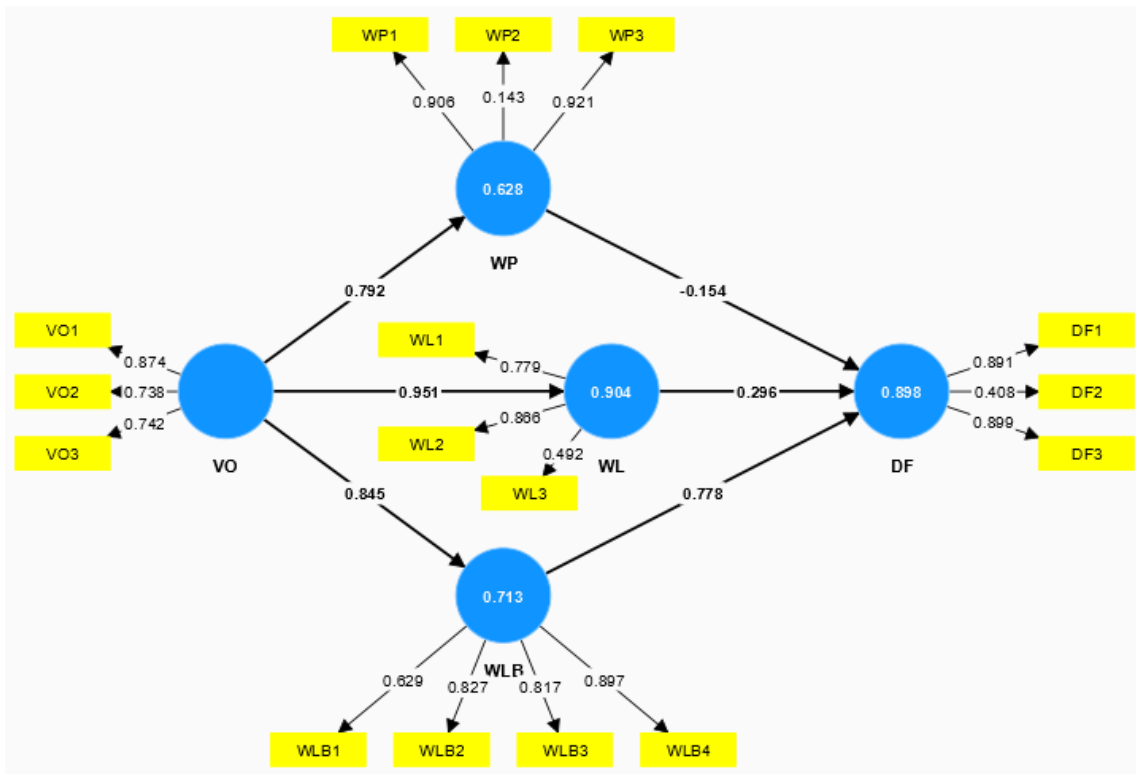 WP1 WP2 WP3
0.906 0.143 0.921
0.628
WP
0.792 -0.154
VO1 WL1 DF1
0.874 0.779 0.891
VO2 0.738 0.951 0.904 0.296 0.898 0.408 DF2
0.742 WL2 0.866 0.899
VO3 0.492 DF3
VO WL3 WL DF
0.845 0.778
0.713
WLB
0.629 0.827 0.817 0.897
WLB1 WLB2 WLB3 WLB4